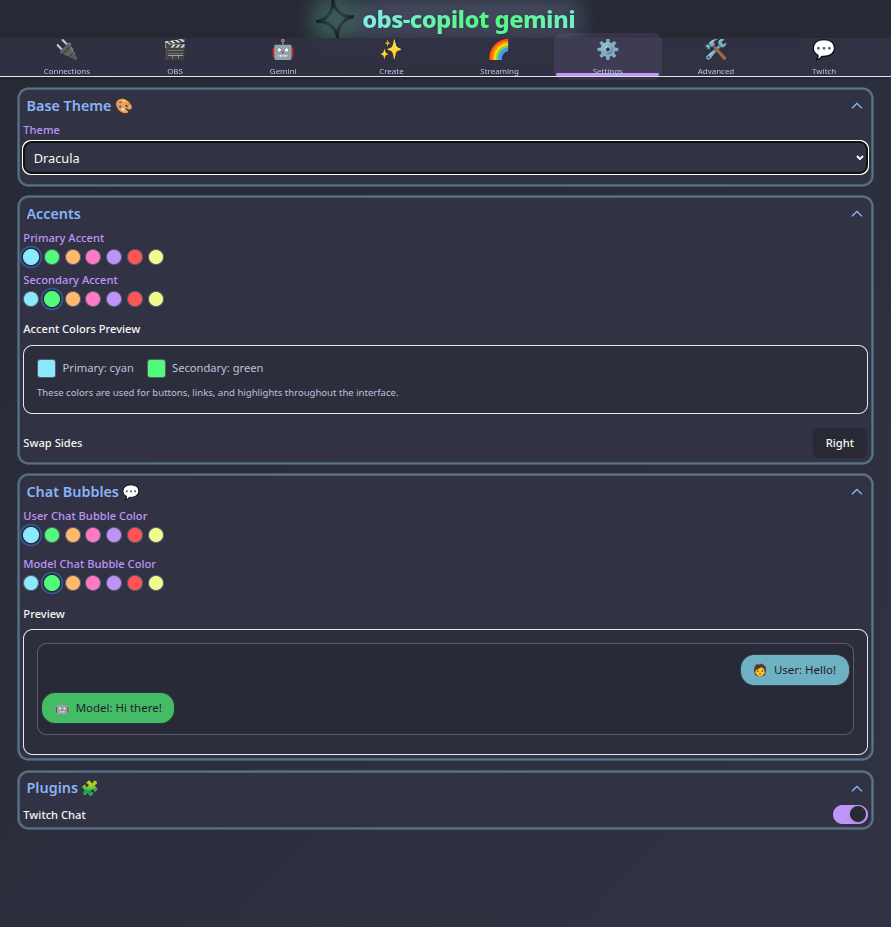 obs-copilot gemini
Connections OBS Gemini Create Streaming Settings Advanced Twitch
Base Theme 🎨
Theme
Dracula
Accents
Primary Accent
Secondary Accent
Accent Colors Preview
Primary: cyan Secondary: green
These colors are used for buttons, links, and highlights throughout the interface.
Swap Sides Right
Chat Bubbles 💬
User Chat Bubble Color
Model Chat Bubble Color
Preview
🧑 User: Hello!
🤖 Model: Hi there!
Plugins 🧩
Twitch Chat